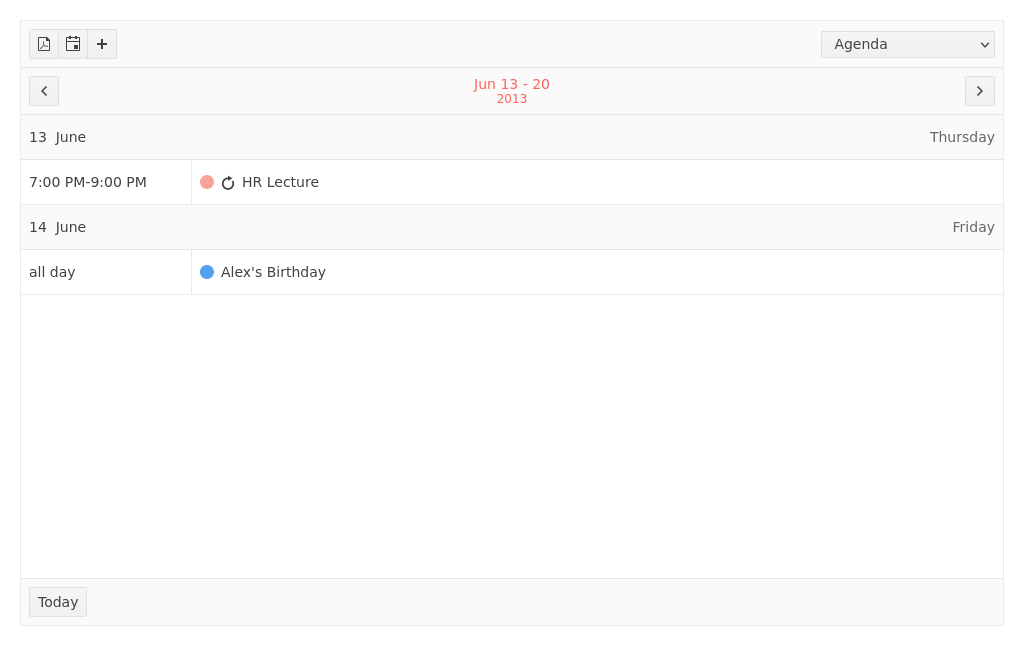 Agenda
Jun 13 - 20
2013
13 June Thursday
7:00 PM-9:00 PM HR Lecture
14 June Friday
all day Alex's Birthday
Today